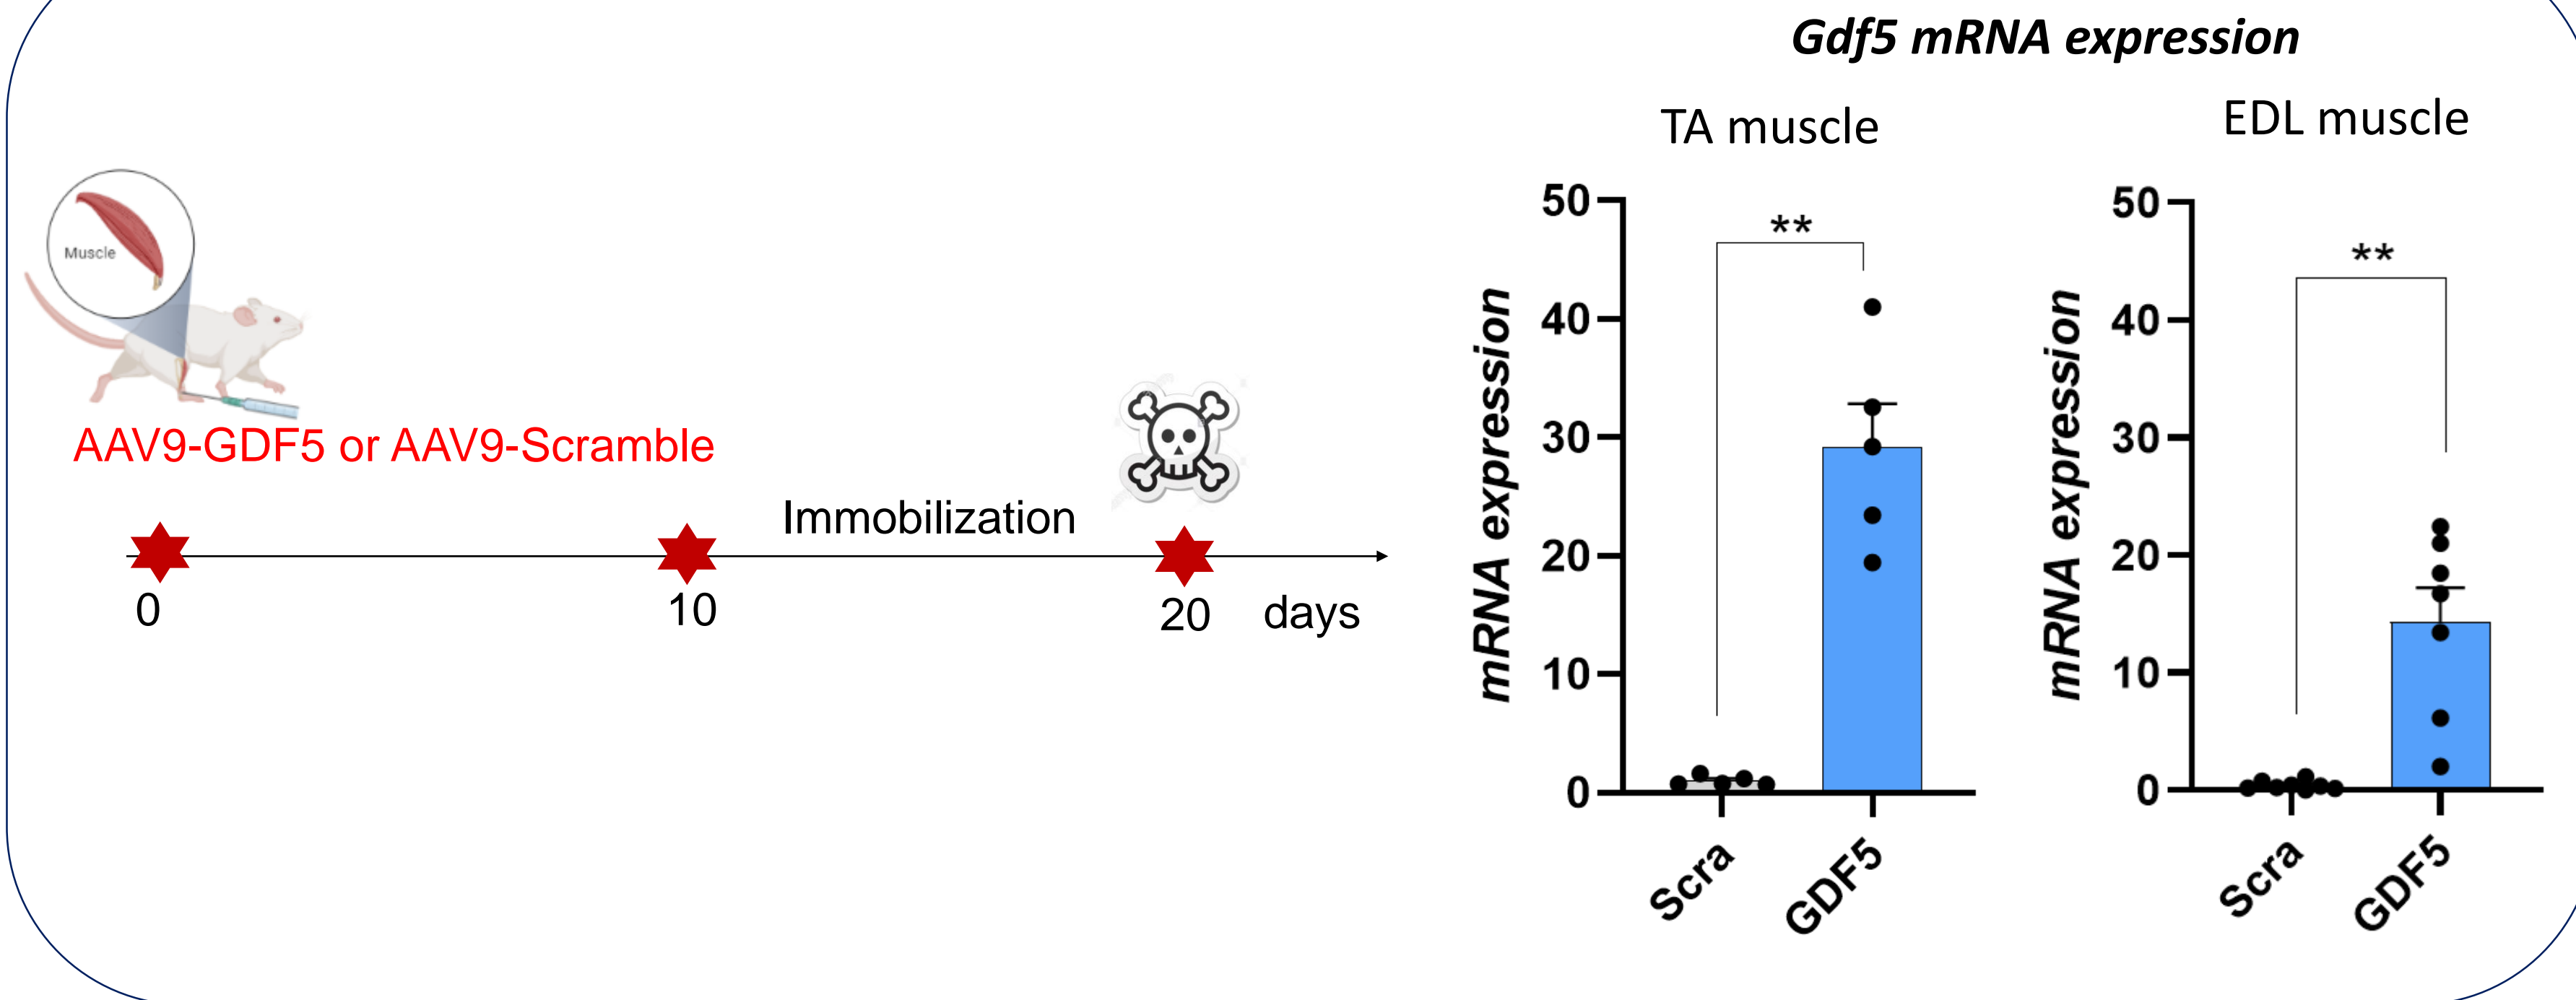 Gdf5 mRNA expression
Muscle
AAV9-GDF5 or AAV9-Scramble
Immobilization
0
10
20
days
TA muscle
mRNA expression
50
40
30
20
10
0
**
Scra
GDF5
EDL muscle
mRNA expression
50
40
30
20
10
0
**
Scra
GDF5